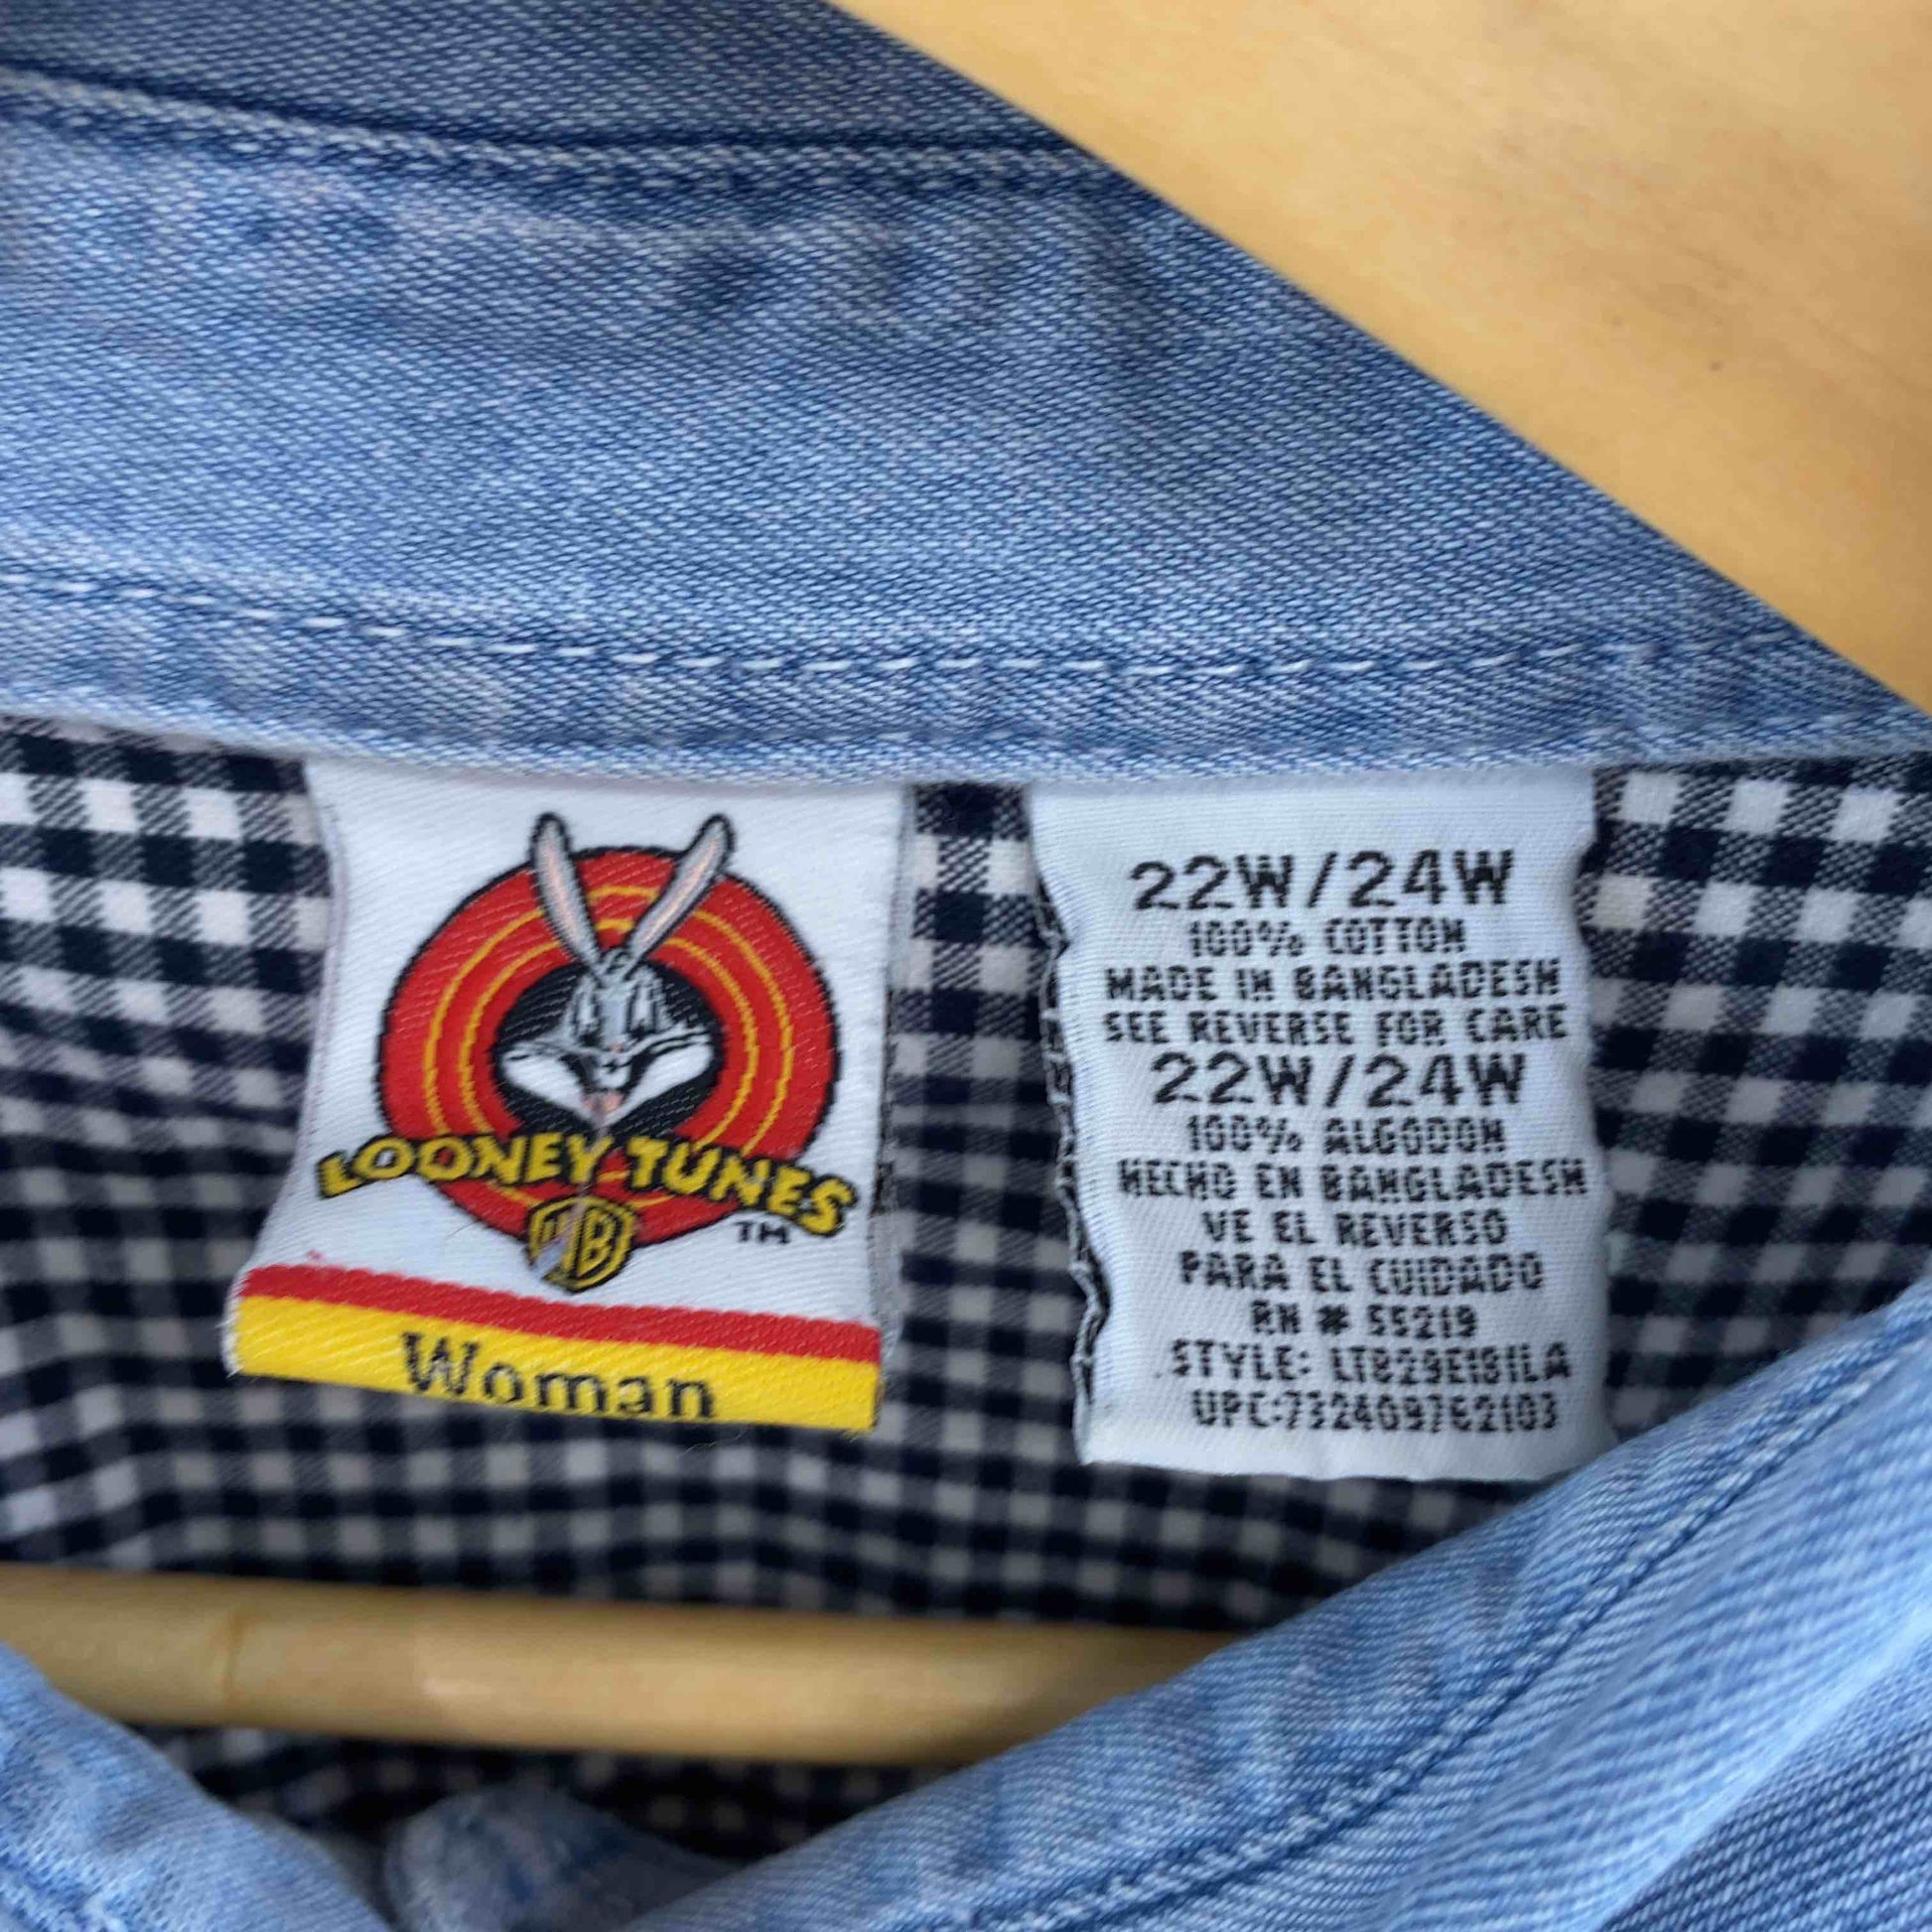 LOONEY TUNES
WB
TM
Woman
22W/24W
100% COTTON
MADE IN BANGLADESH
SEE REVERSE FOR CARE
22W/24W
100% ALGODON
HECHO EN BANGLADESH
VE EL REVERSO
PARA EL CUIDADO
RN # 55219
STYLE:
UPC:732409762103